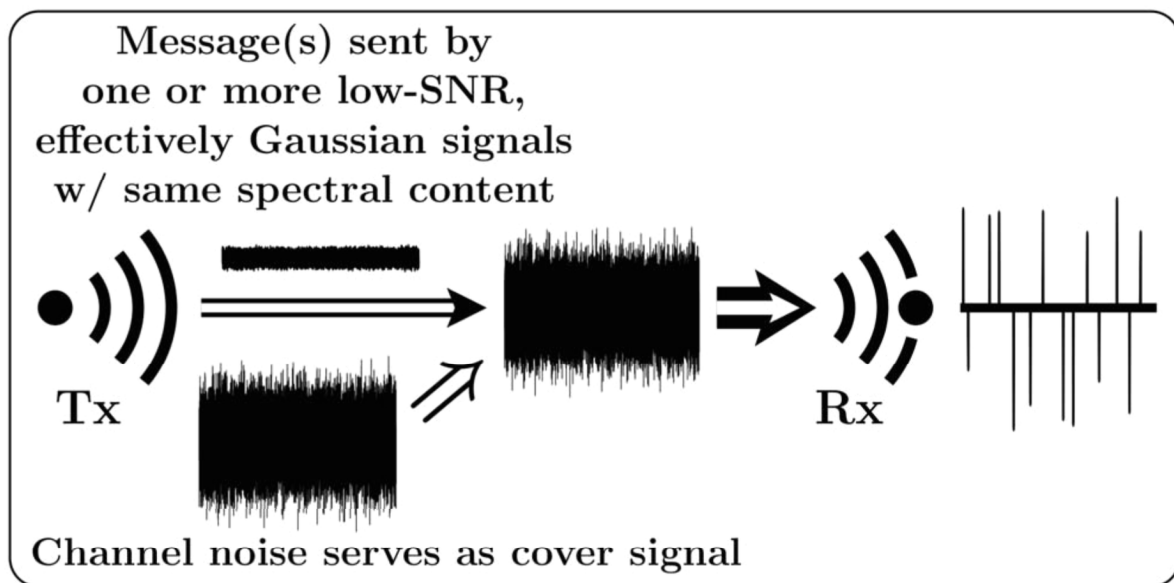 Message(s) sent by
one or more low-SNR,
effectively Gaussian signals
w/ same spectral content
Tx
Rx
Channel noise serves as cover signal